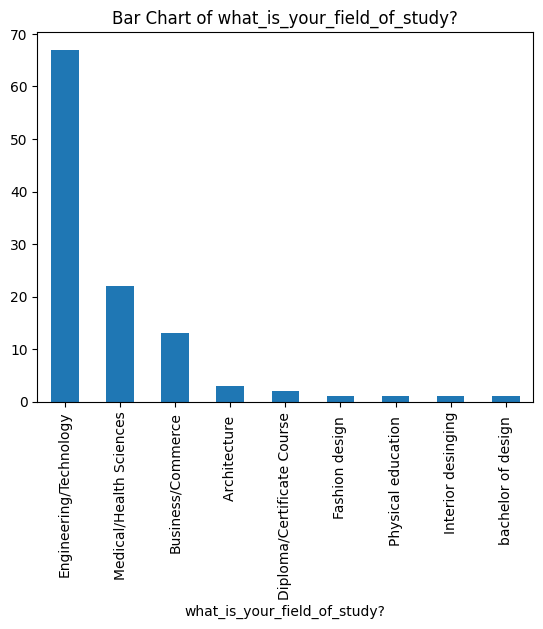 Bar Chart of what_is_your_field_of_study?
70
60
50
40
30
20
10
0
Engineering/Technology
Medical/Health Sciences
Business/Commerce
Architecture
Diploma/Certificate Course
Fashion design
Physical education
Interior desinging
bachelor of design
what_is_your_field_of_study?